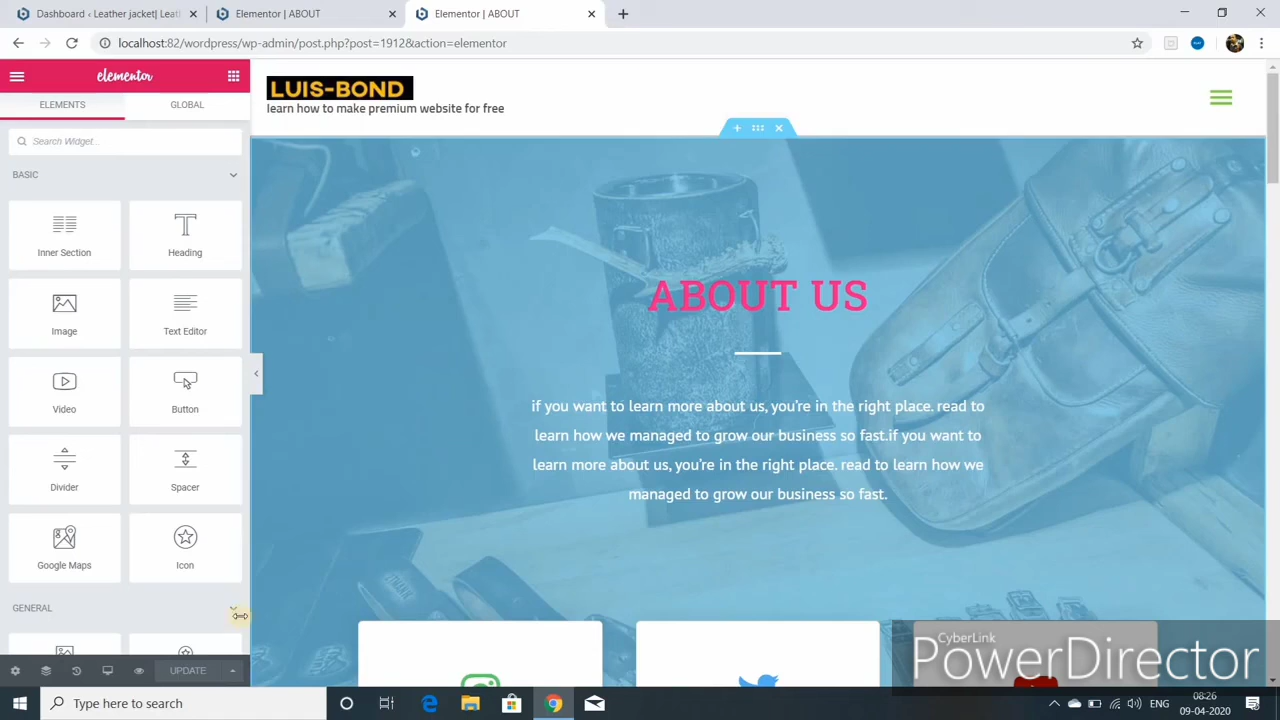 Dashboard ‹ Leather jacket| Leatl
Elementor | ABOUT
Elementor | ABOUT
localhost:82/wordpress/wp-admin/post.php?post=1912&action=elementor
elementor
ELEMENTS
GLOBAL
Search Widget...
BASIC
Inner Section
Heading
Image
Text Editor
Video
Button
Divider
Spacer
Google Maps
Icon
GENERAL
UPDATE
LUIS-BOND
learn how to make premium website for free
ABOUT US
if you want to learn more about us, you're in the right place. read to
learn how we managed to grow our business so fast.if you want to
learn more about us, you're in the right place. read to learn how we
managed to grow our business so fast.
CyberLink
PowerDirector
Type here to search
ENG
08:26
09-04-2020